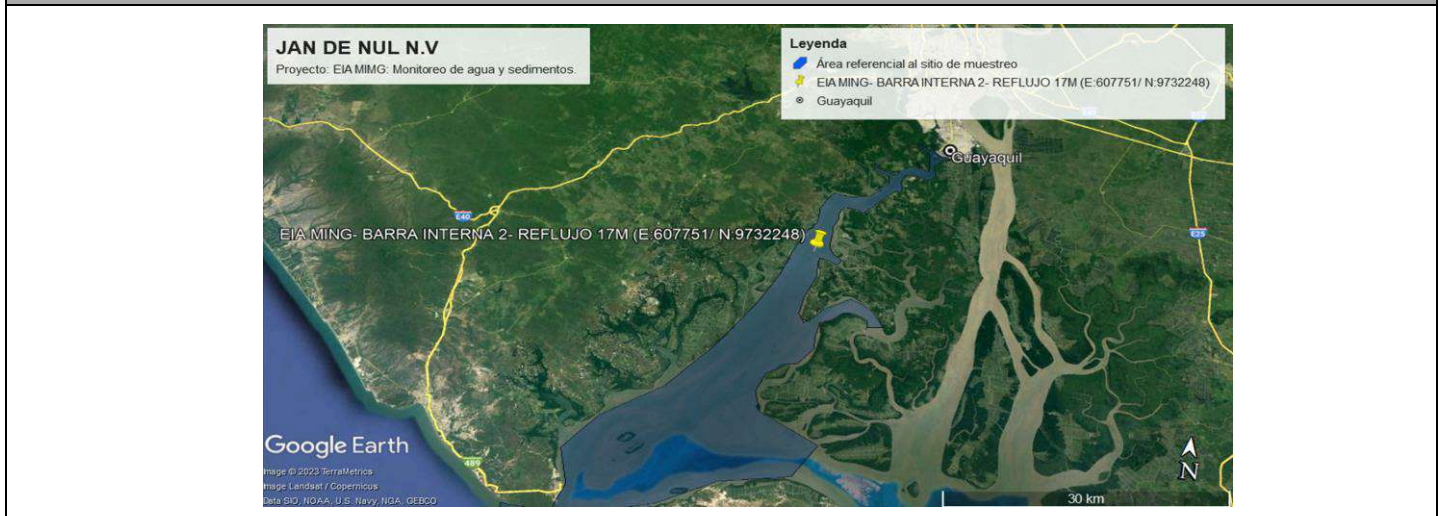 JAN DE NUL N.V
Proyecto: EIA MIMG: Monitoreo de agua y sedimentos.
Leyenda
Área referencial al sitio de muestreo
EIA MING- BARRA INTERNA 2- REFLUJO 17M (E:607751/ N:9732248)
Guayaquil
Guayaquil
E40
EIA MING- BARRA INTERNA 2- REFLUJO 17M (E:607751/ N:9732248)
E25
Google Earth
Image © 2023 TerraMetrics
Image Landsat / Copernicus
Data SIO, NOAA, U.S. Navy, NGA, GEBCO
489
N
30 km